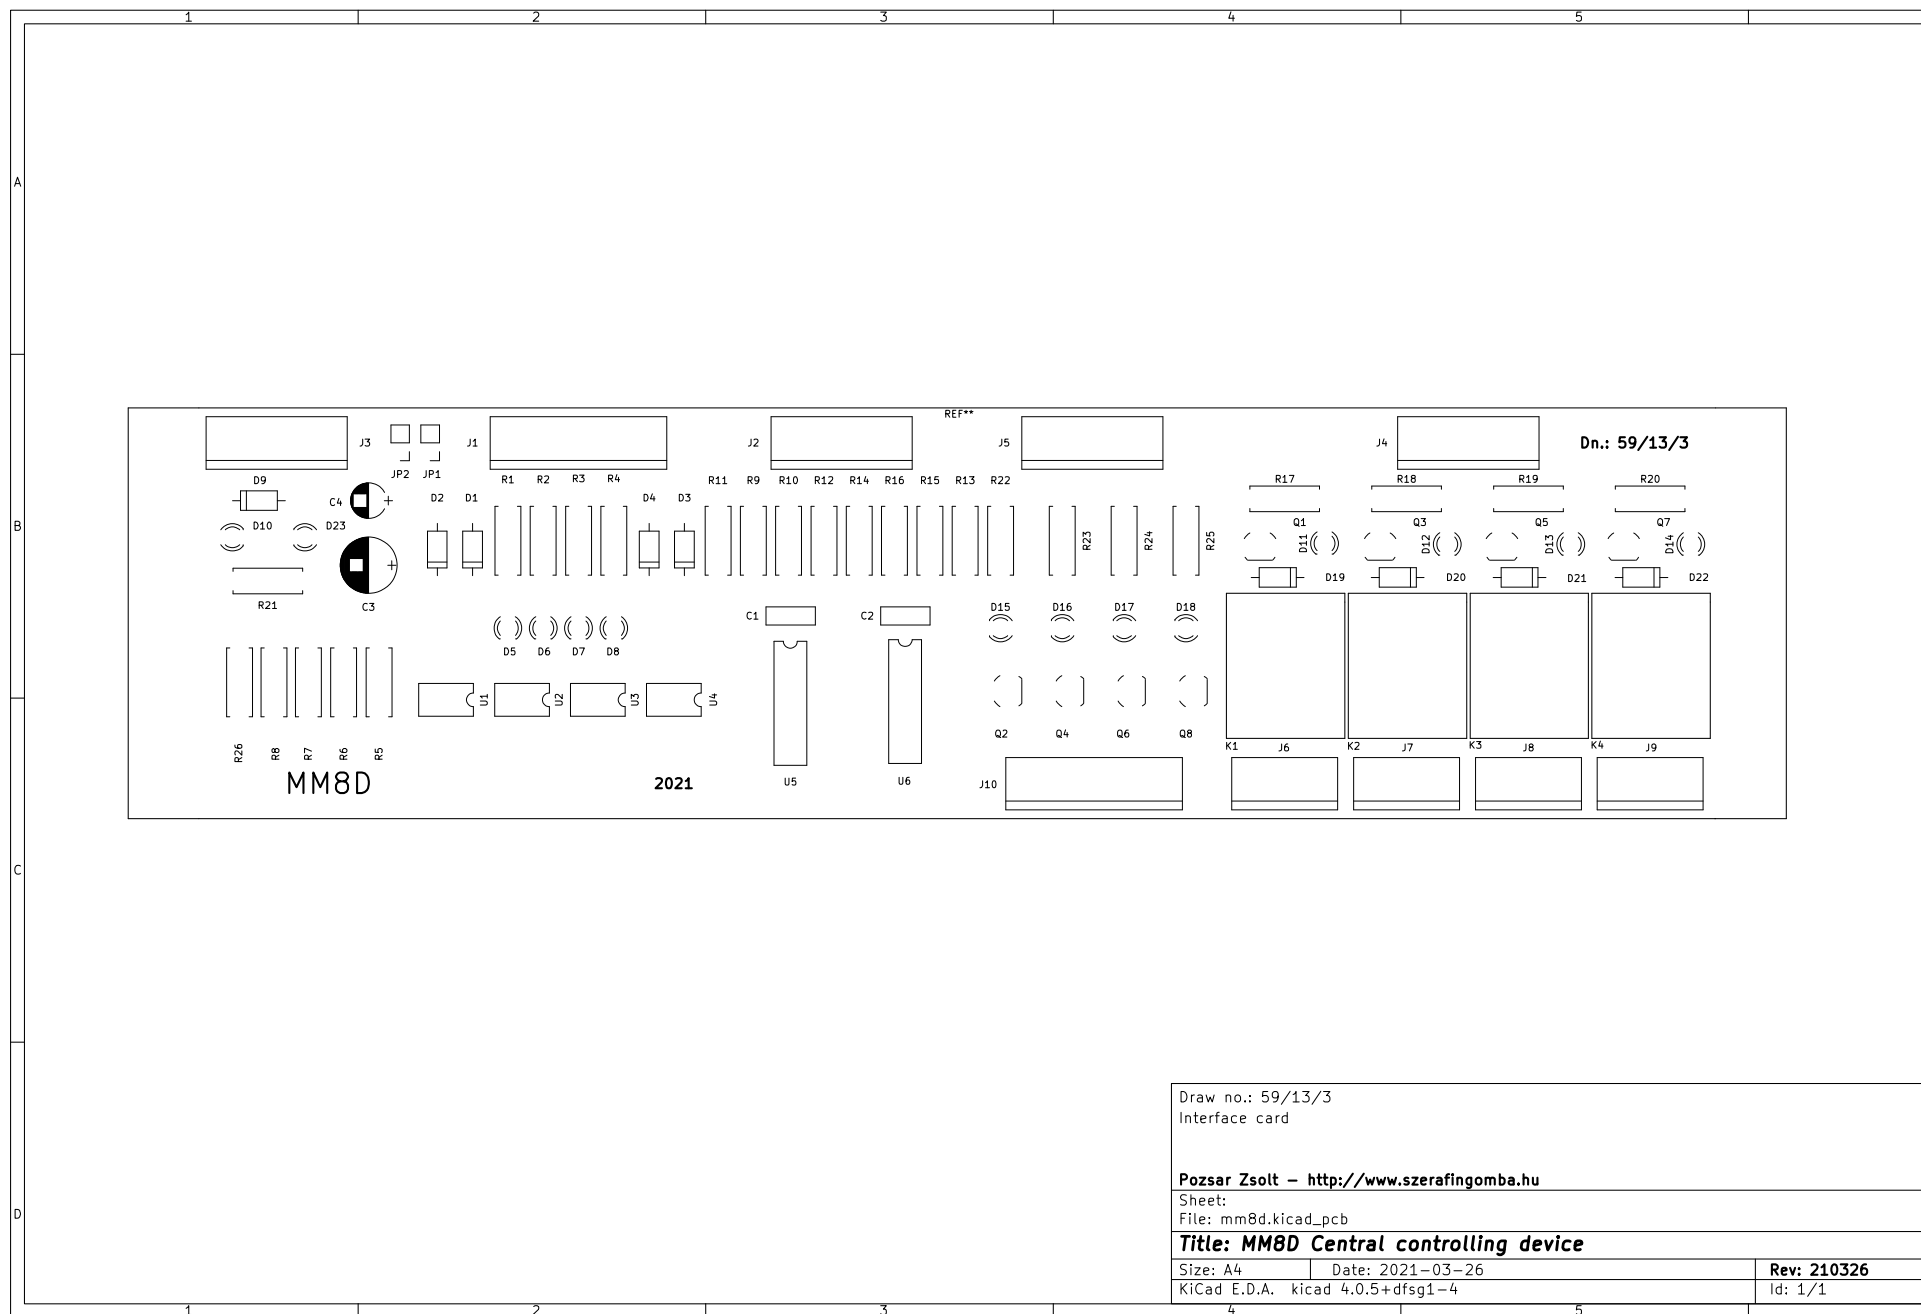 1 2 3 4 5
A
B
C
D
REF**
J3 J1 J2 J5 J4 Dn.: 59/13/3
JP2 JP1
D9 R1 R2 R3 R4 R11 R9 R10 R12 R14 R16 R15 R13 R22 R17 R18 R19 R20
C4 D2 D1 D4 D3
D10 D23 Q1 Q3 Q5 Q7
R23 R24 R25 D11 D12 D13 D14
D19 D20 D21 D22
R21 C3 C1 C2 D15 D16 D17 D18
D5 D6 D7 D8
U1 U2 U3 U4
Q2 Q4 Q6 Q8
R26 R8 R7 R6 R5 K1 J6 K2 J7 K3 J8 K4 J9
MM8D 2021 U5 U6 J10
Draw no.: 59/13/3
Interface card
Pozsar Zsolt – http://www.szerafingomba.hu
Sheet:
File: mm8d.kicad_pcb
Title: MM8D Central controlling device
Size: A4 Date: 2021-03-26 Rev: 210326
KiCad E.D.A. kicad 4.0.5+dfsg1-4 Id: 1/1
1 2 3 4 5